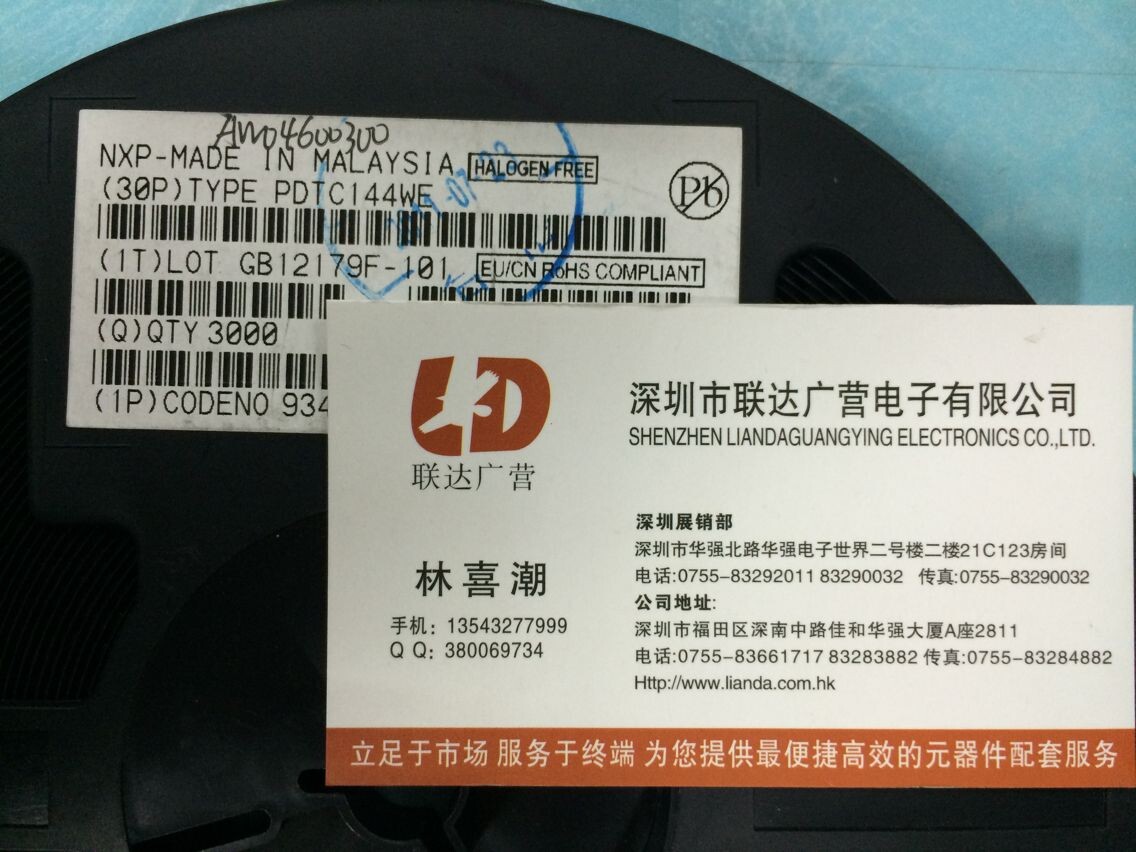 AW04600300
NXP-MADE IN MALAYSIA HALOGEN FREE
(30P)TYPE PDTC144WE
Pb
(1T)LOT GB12179F-101 EU/CN RoHS COMPLIANT
(Q)QTY 3000
(1P)CODENO 934
LD
联达广营
深圳市联达广营电子有限公司
SHENZHEN LIANDAGUANGYING ELECTRONICS CO.,LTD.
林喜潮
手机: 13543277999
Q Q: 380069734
深圳展销部
深圳市华强北路华强电子世界二号楼二楼21C123房间
电话:0755-83292011 83290032 传真:0755-83290032
公司地址:
深圳市福田区深南中路佳和华强大厦A座2811
电话:0755-83661717 83283882 传真:0755-83284882
Http://www.lianda.com.hk
立足于市场 服务于终端 为您提供最便捷高效的元器件配套服务